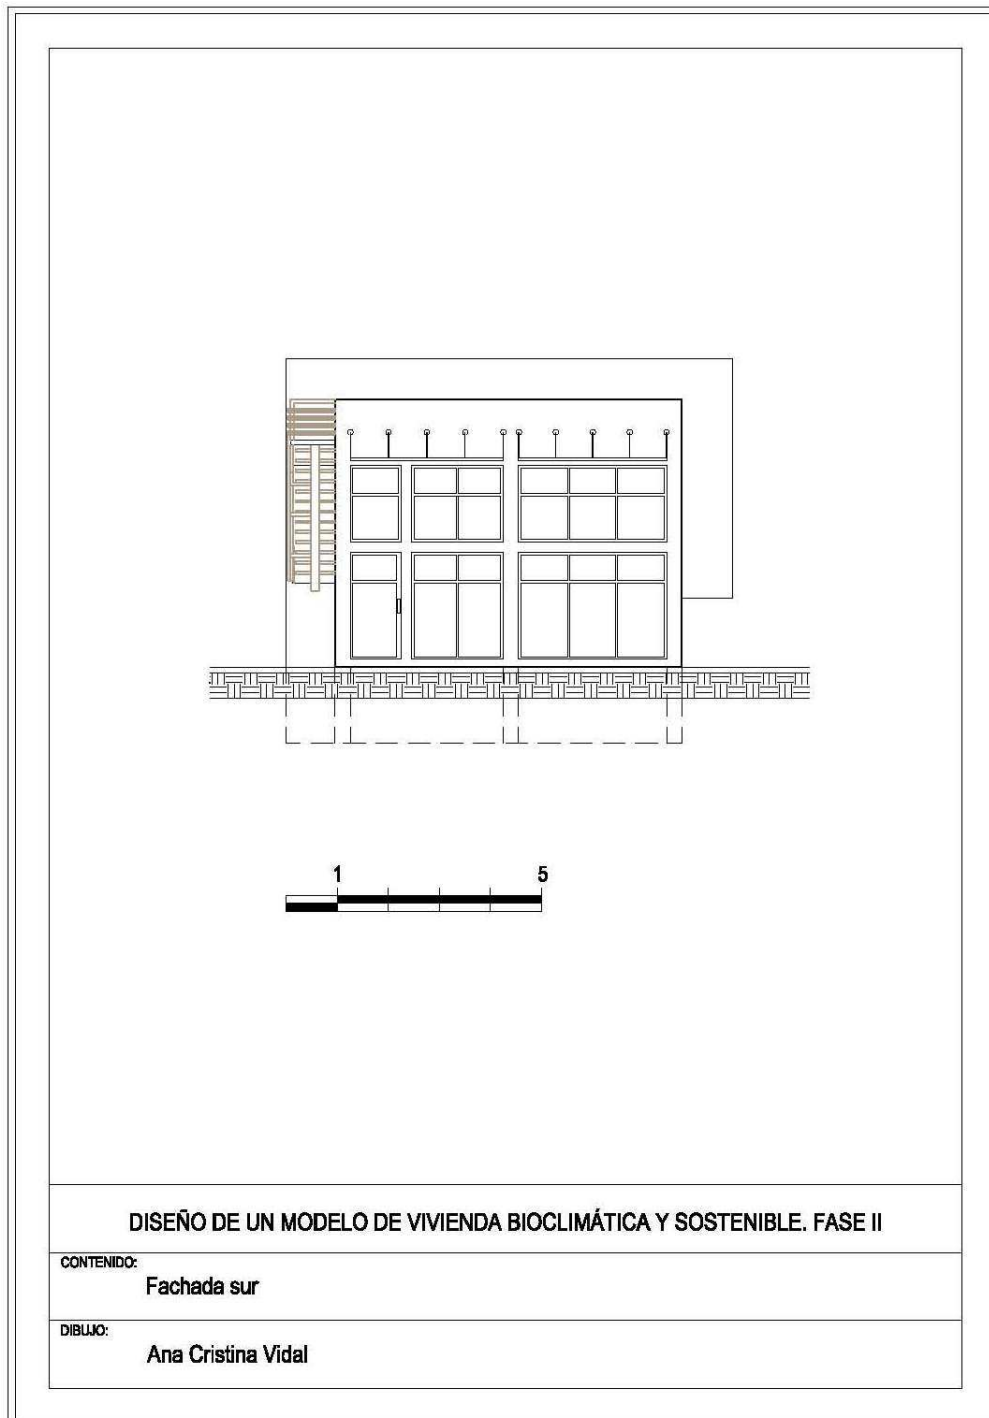 1 5
DISEÑO DE UN MODELO DE VIVIENDA BIOCLIMÁTICA Y SOSTENIBLE. FASE II
CONTENIDO:
Fachada sur
DIBUJO:
Ana Cristina Vidal